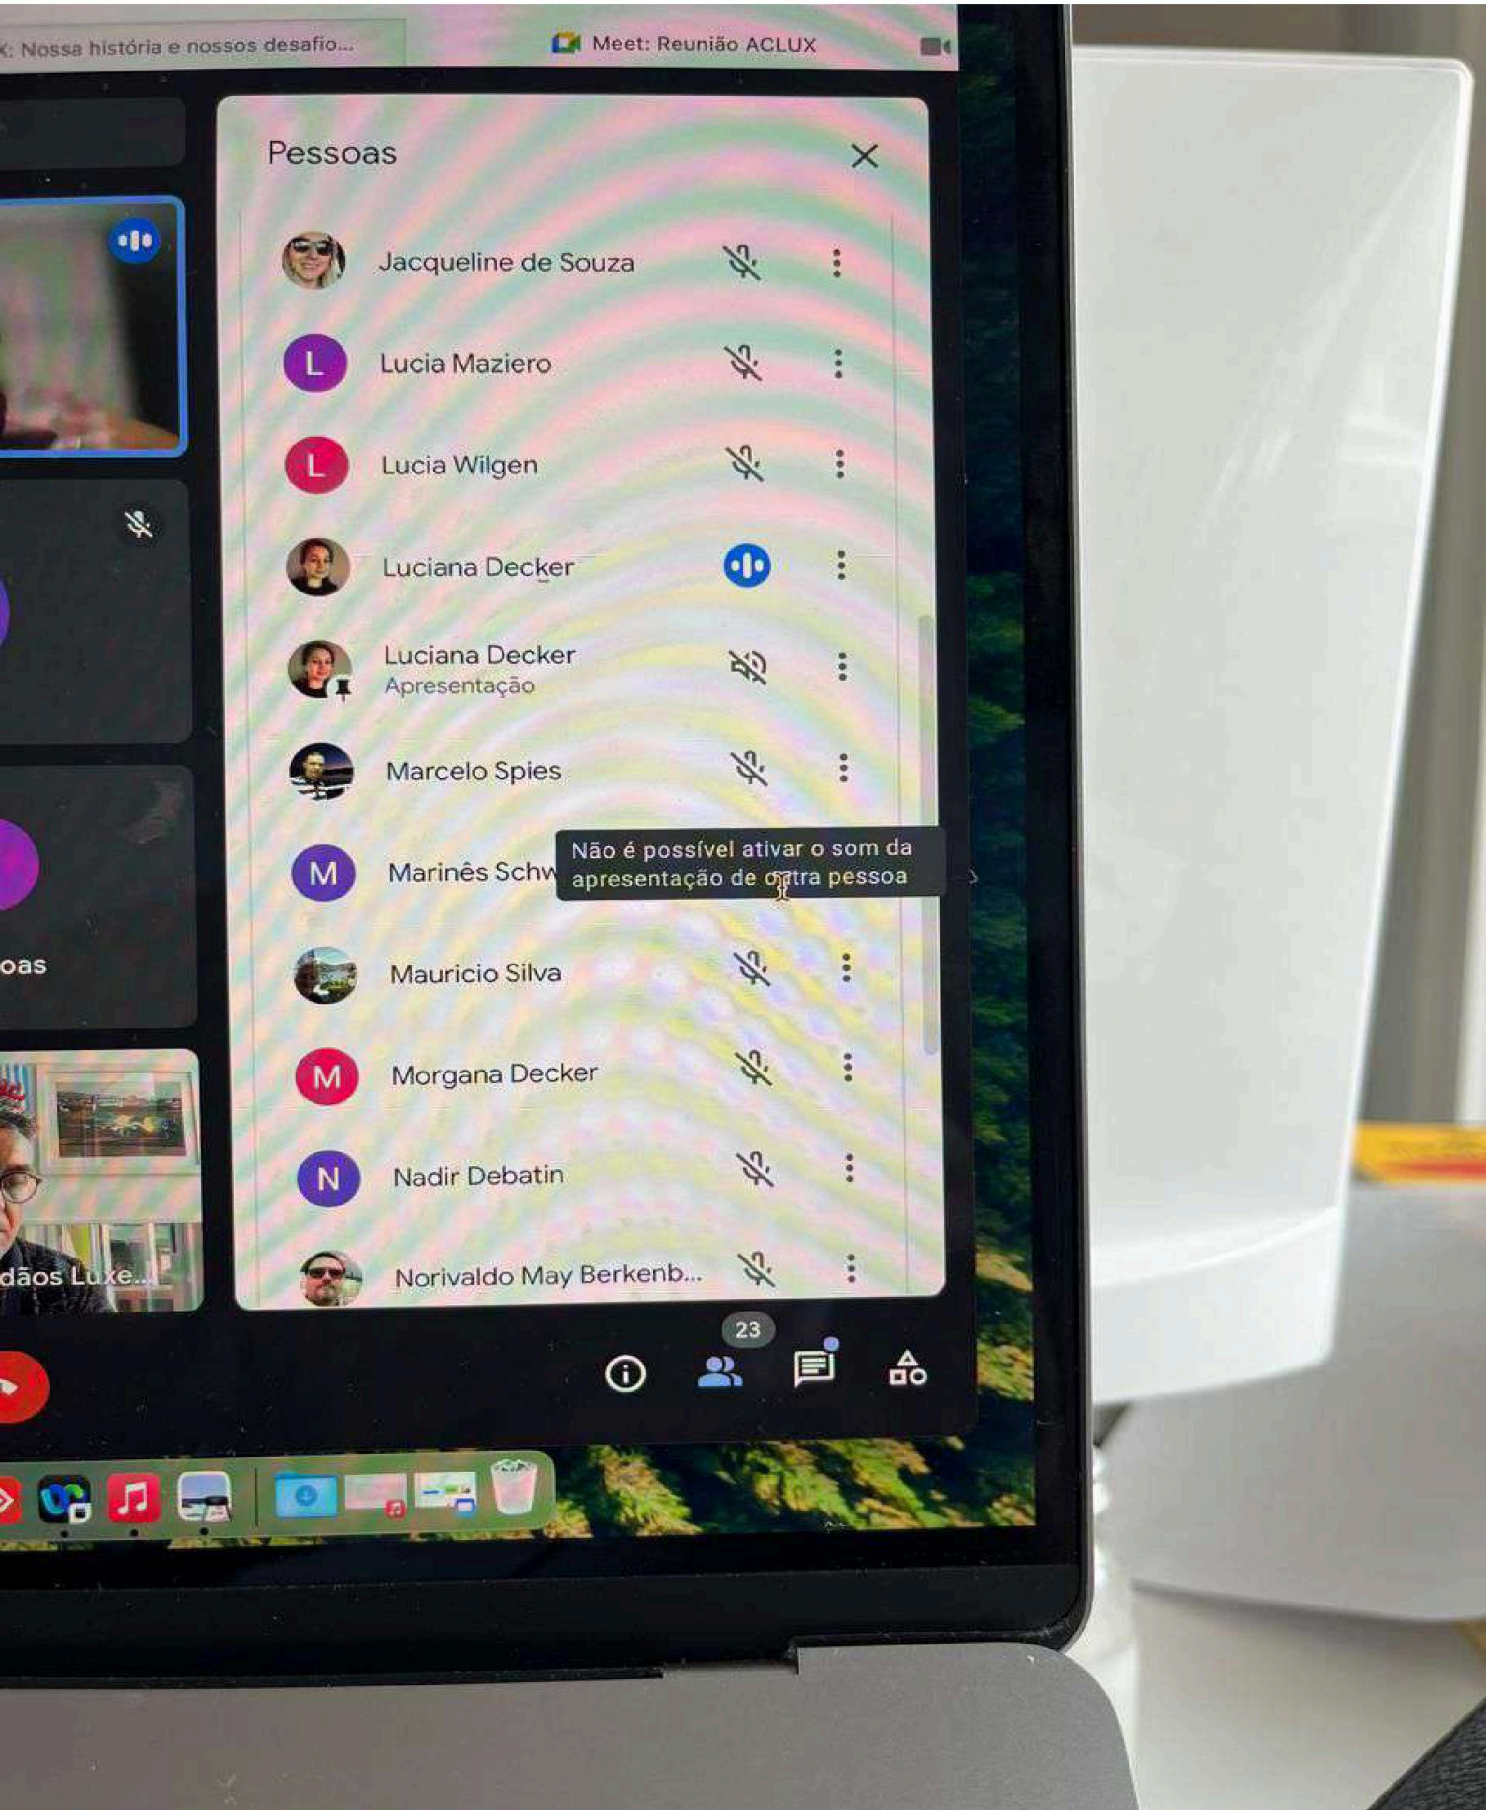 X: Nossa história e nossos desafio...
Meet: Reunião ACLUX
Pessoas
Jacqueline de Souza
L
Lucia Maziero
L
Lucia Wilgen
Luciana Decker
Luciana Decker
Apresentação
Marcelo Spies
M
Marinês Schw
Não é possível ativar o som da
apresentação de outra pessoa
oas
Mauricio Silva
M
Morgana Decker
N
Nadir Debatin
dãos Luxe...
Norivaldo May Berkenb...
23